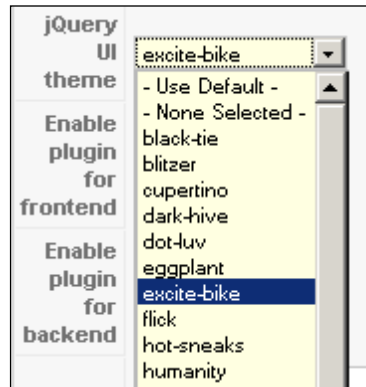 jQuery
UI
theme
excite-bike
- Use Default -
- None Selected -
black-tie
blitzer
cupertino
dark-hive
dot-luv
eggplant
excite-bike
flick
hot-sneaks
humanity
Enable
plugin
for
frontend
Enable
plugin
for
backend